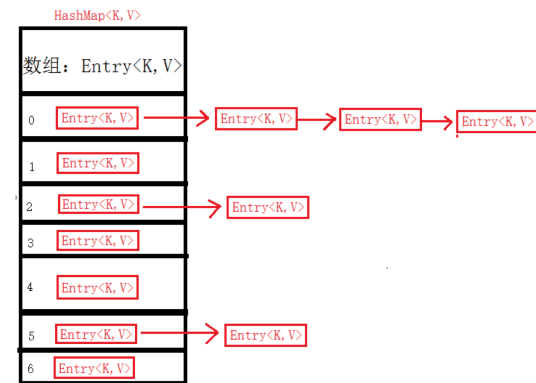 HashMap<K,V>
数组: Entry<K,V>
0 Entry<K,V> Entry<K,V> Entry<K,V> Entry<K,V>
1 Entry<K,V>
2 Entry<K,V> Entry<K,V>
3 Entry<K,V>
4 Entry<K,V>
5 Entry<K,V> Entry<K,V>
6 Entry<K,V>